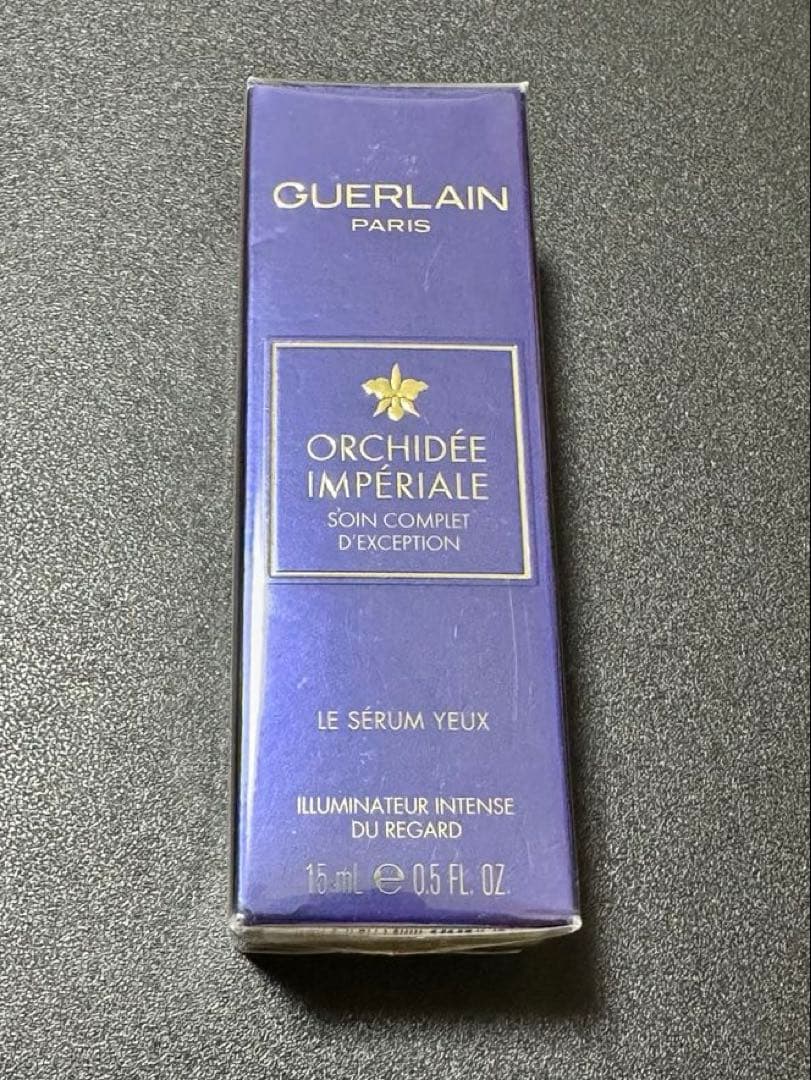 GUERLAIN
PARIS
ORCHIDÉE
IMPÉRIALE
SOIN COMPLET
D'EXCEPTION
LE SÉRUM YEUX
ILLUMINATEUR INTENSE
DU REGARD
15 mL ℮ 0.5 FL. OZ.